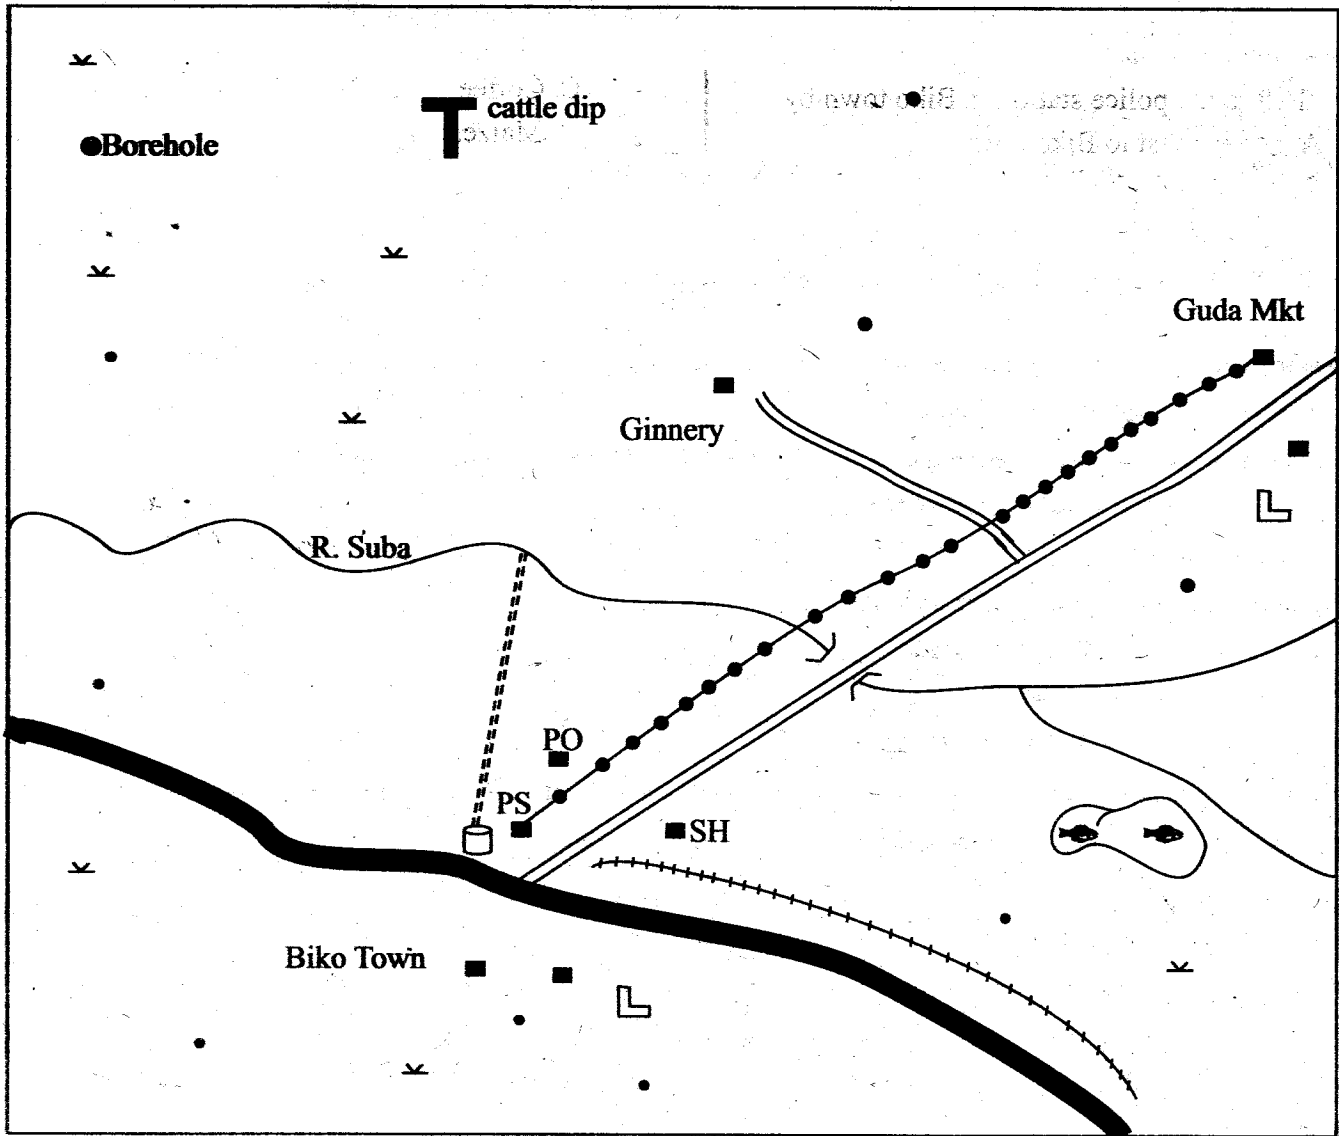 cattle dip
Borehole
Guda Mkt
Ginnery
R. Suba
PO
PS
SH
Biko Town